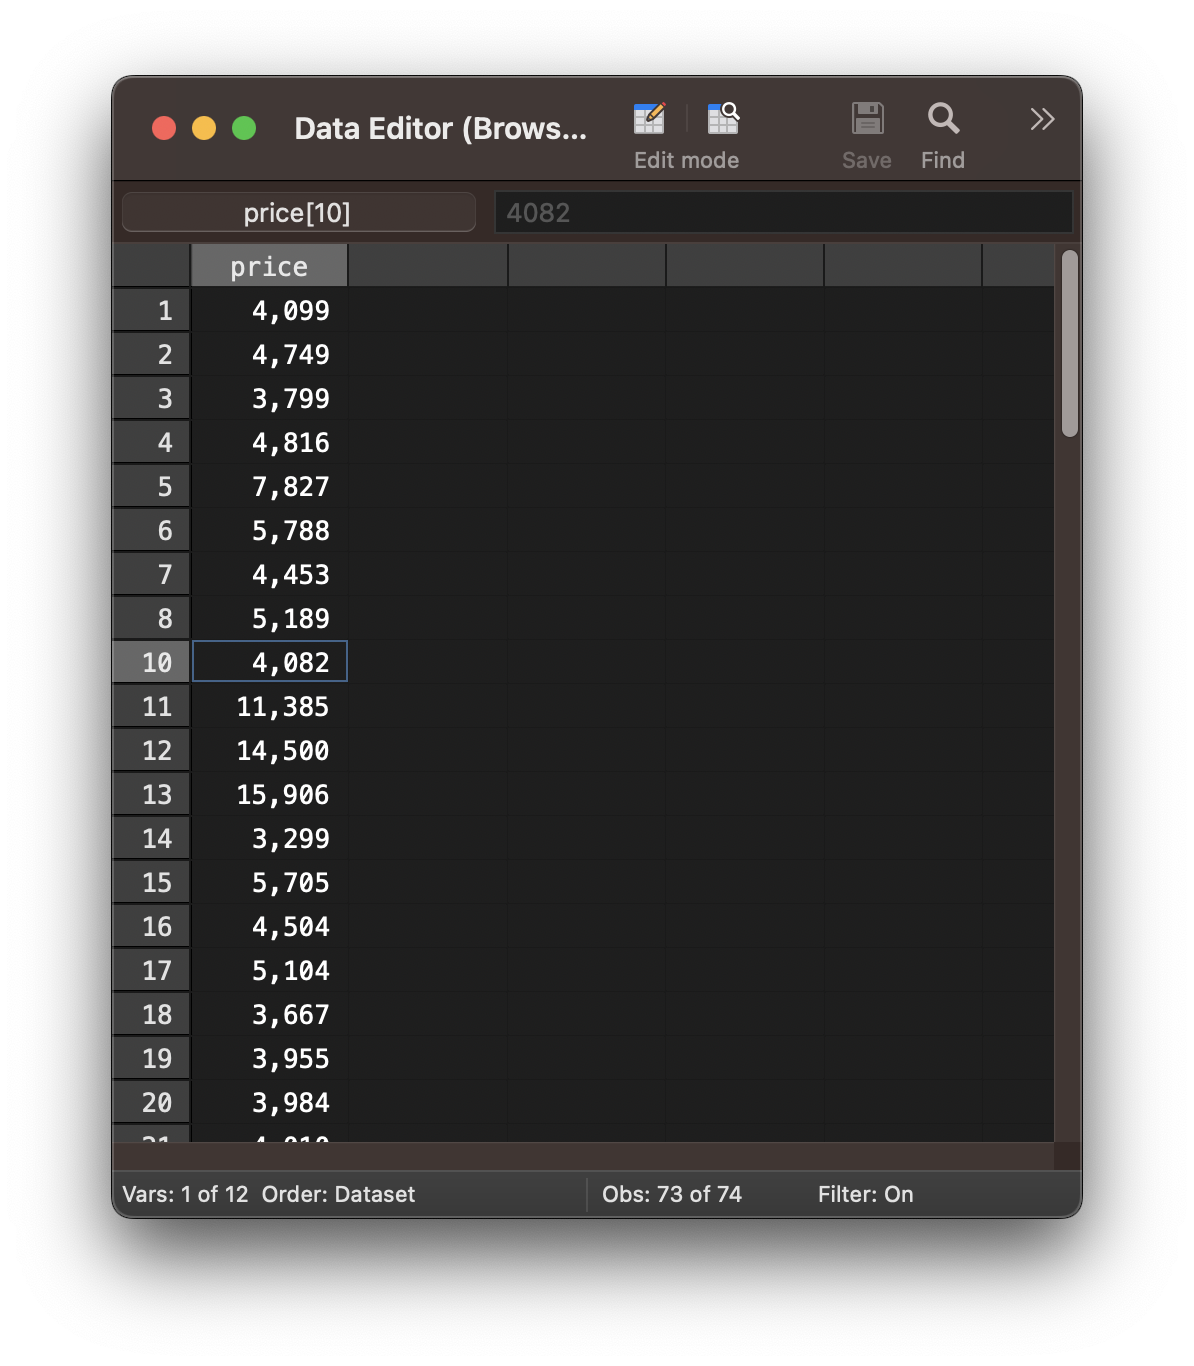 Data Editor (Brows...
Edit mode
Save
Find
price[10]
4082
price
1 4,099
2 4,749
3 3,799
4 4,816
5 7,827
6 5,788
7 4,453
8 5,189
10 4,082
11 11,385
12 14,500
13 15,906
14 3,299
15 5,705
16 4,504
17 5,104
18 3,667
19 3,955
20 3,984
Vars: 1 of 12 Order: Dataset Obs: 73 of 74 Filter: On